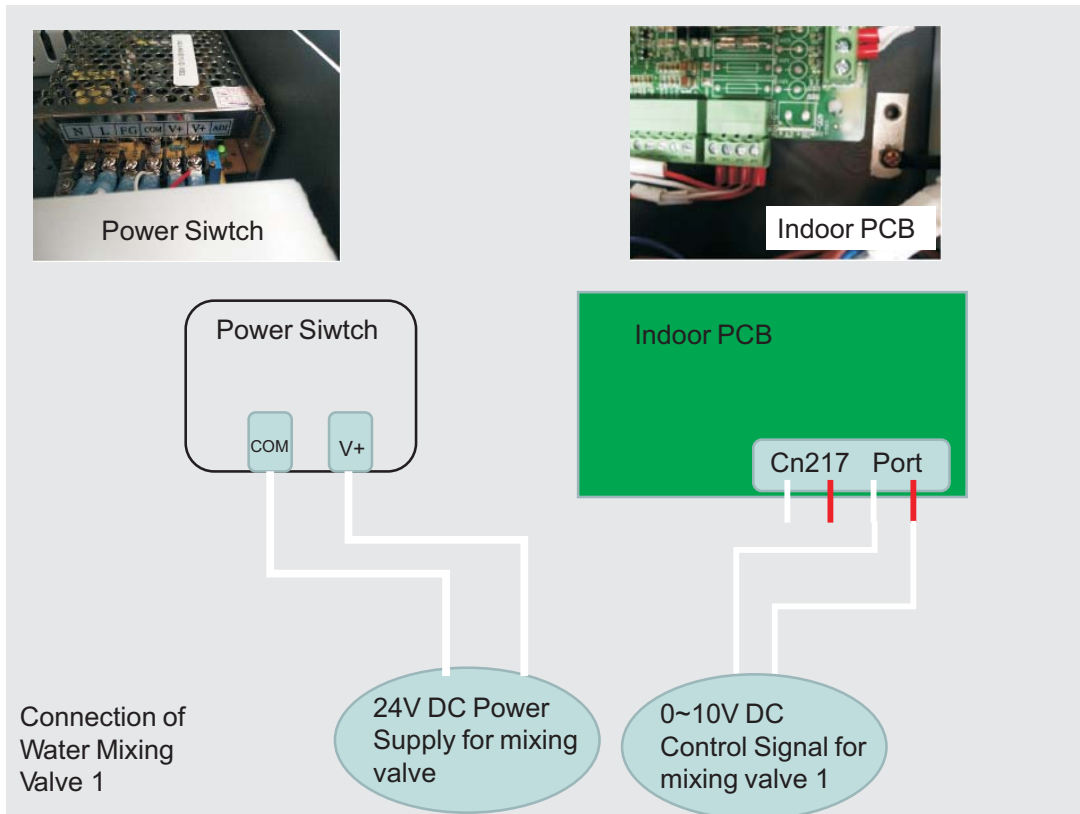 N L FG COM V+ V+ ADJ
Power Siwtch
Indoor PCB
Power Siwtch
COM V+
Indoor PCB
Cn217 Port
24V DC Power
Supply for mixing
valve
0~10V DC
Control Signal for
mixing valve 1
Connection of
Water Mixing
Valve 1